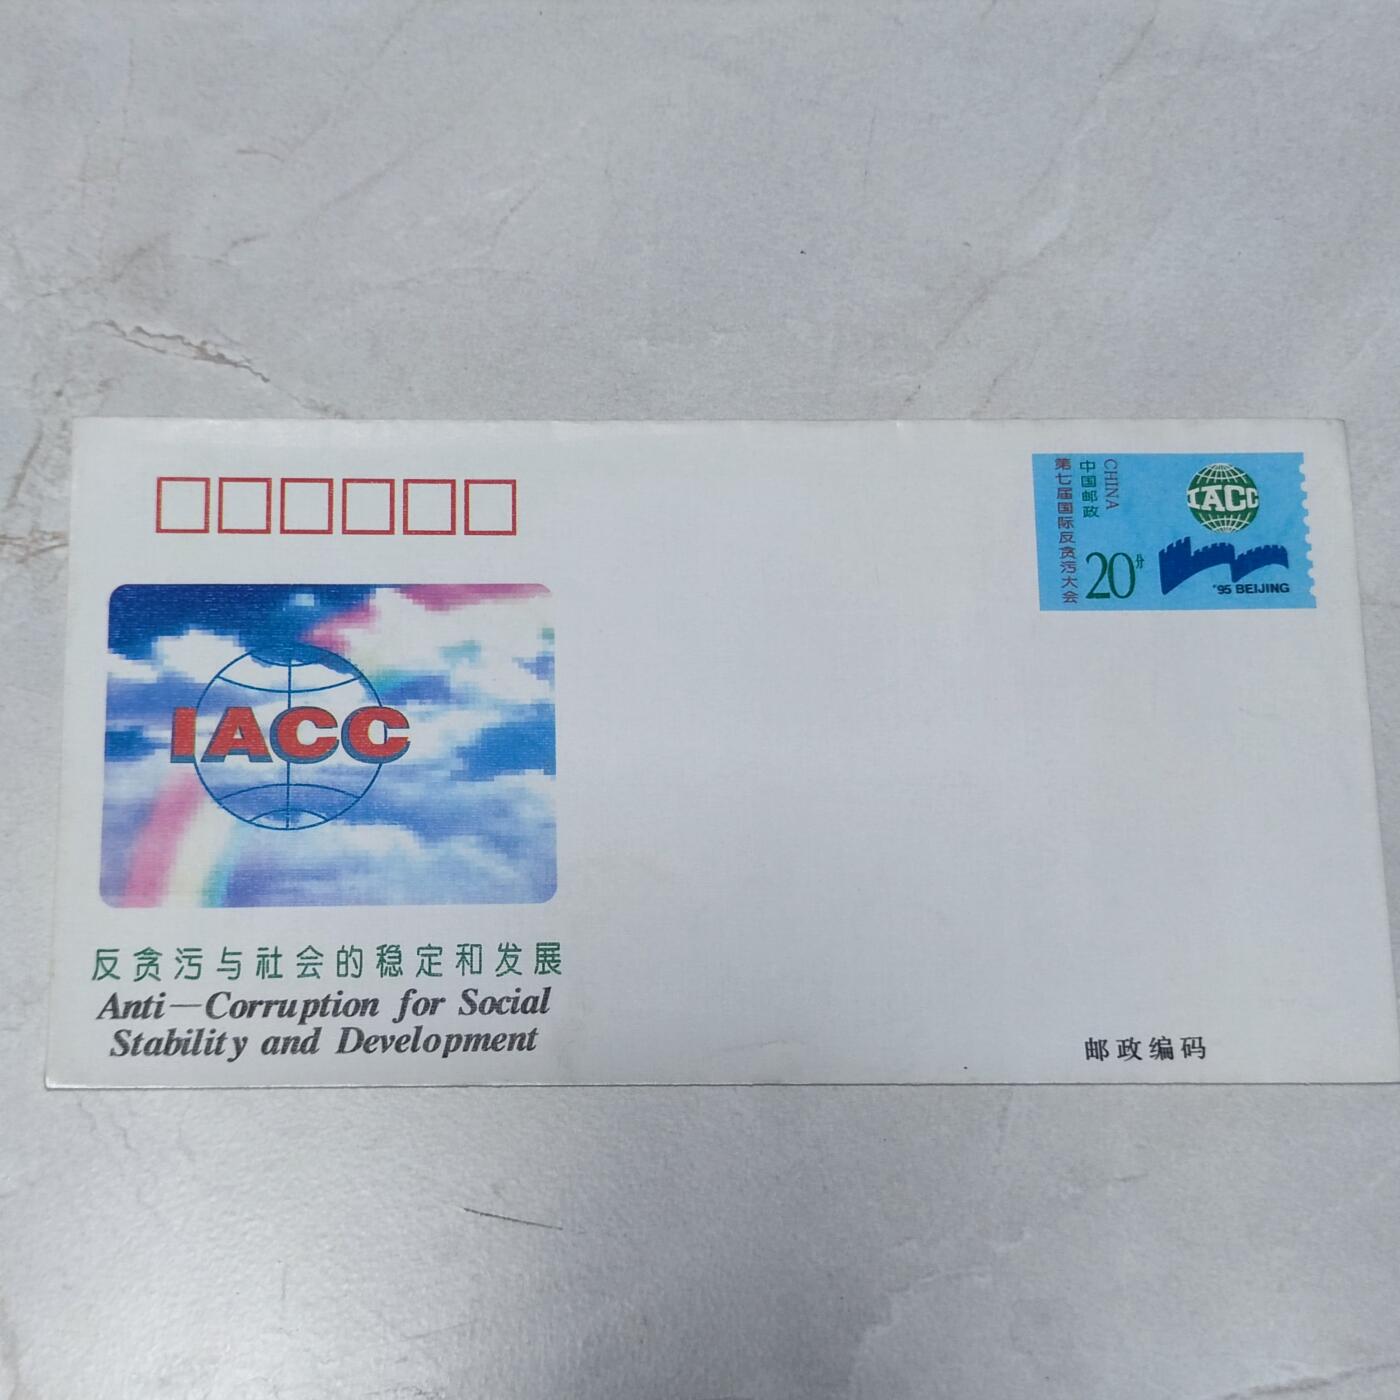 第七届国际反贪污大会
中国邮政
CHINA
20分
IACC
'95 BEIJING
IACC
反贪污与社会的稳定和发展
Anti—Corruption for Social
Stability and Development
邮政编码